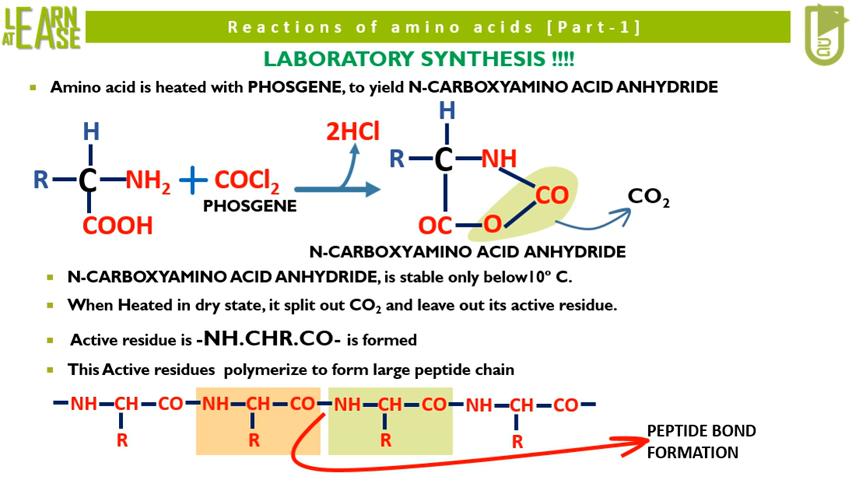 LEARN
AT EASE
Reactions of amino acids [Part-1]
LABORATORY SYNTHESIS !!!!
▪ Amino acid is heated with PHOSGENE, to yield N-CARBOXYAMINO ACID ANHYDRIDE
H
R—C—NH₂ + COCl₂
COOH
PHOSGENE
2HCl
H
R—C—NH
CO
OC—O
CO₂
N-CARBOXYAMINO ACID ANHYDRIDE
▪ N-CARBOXYAMINO ACID ANHYDRIDE, is stable only below10° C.
▪ When Heated in dry state, it split out CO₂ and leave out its active residue.
▪ Active residue is -NH.CHR.CO- is formed
▪ This Active residues polymerize to form large peptide chain
—NH—CH—CO—NH—CH—CO—NH—CH—CO—NH—CH—CO—
R R R R
PEPTIDE BOND
FORMATION